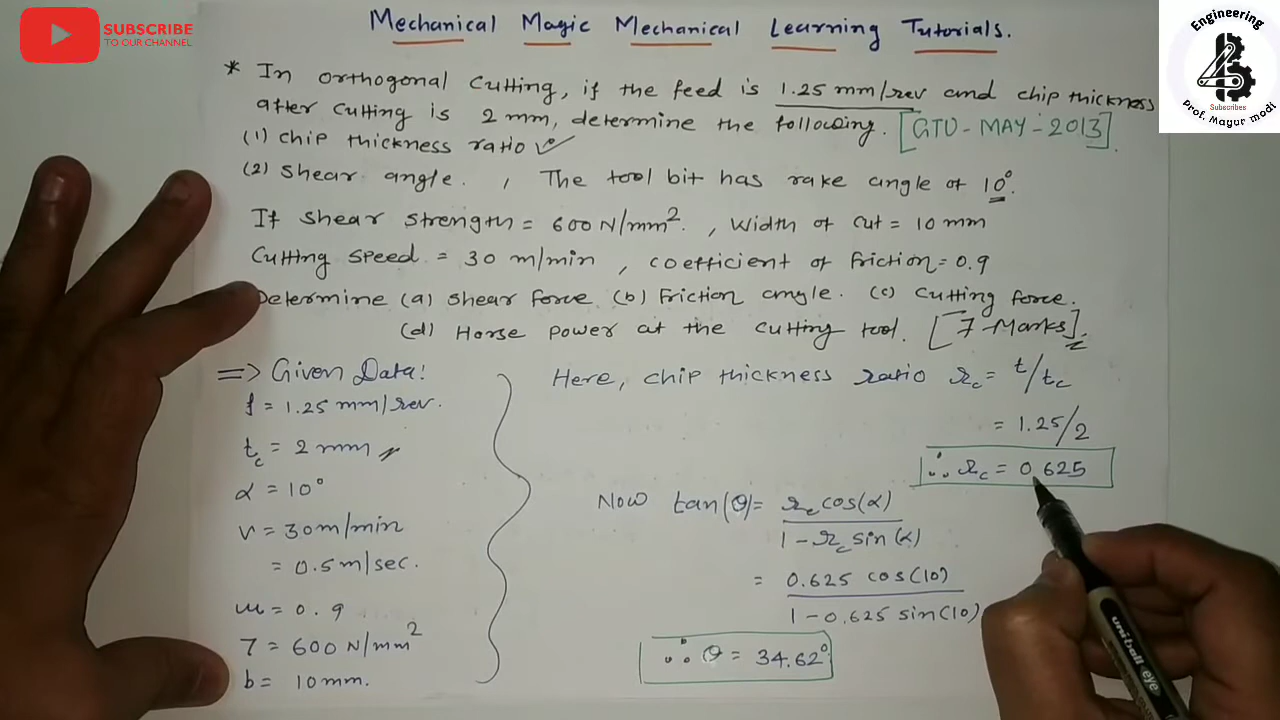 SUBSCRIBE
TO OUR CHANNEL
Mechanical Magic Mechanical Learning Tutorials.
Engineering
Subscribes
Prof. Mayur modi
* In orthogonal cutting, if the feed is 1.25 mm/rev and chip thickness
after cutting is 2 mm, determine the following. [GTU-MAY-2013].
(1) chip thickness ratio
(2) shear angle. , The tool bit has rake angle of 10°.
If shear strength = 600 N/mm². , Width of cut = 10 mm
Cutting speed = 30 m/min , coefficient of friction = 0.9
Determine (a) shear force (b) Friction angle. (c) Cutting force.
(d) Horse power at the cutting tool. [7-Marks].
=> Given Data:
f = 1.25 mm/rev.
tc = 2 mm
α = 10°
v = 30 m/min
= 0.5 m/sec.
μ = 0.9
τ = 600 N/mm²
b = 10 mm.
Here, chip thickness ratio rc = t/tc
= 1.25/2
∴ rc = 0.625
Now tan(θ) = rc cos(α)
1 - rc sin(α)
= 0.625 cos(10)
1 - 0.625 sin(10)
∴ θ = 34.62°
uni-ball eye